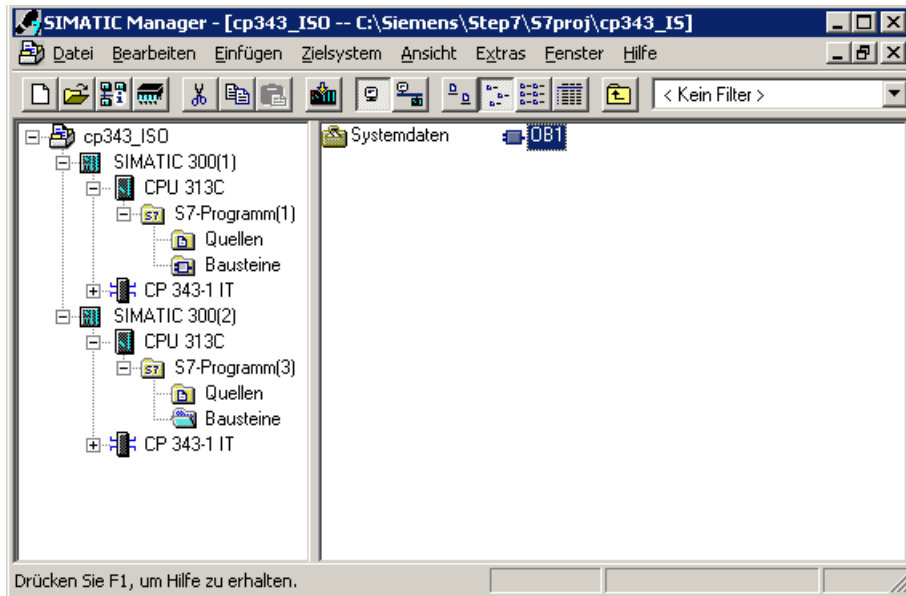 SIMATIC Manager - [cp343_ISO -- C:\Siemens\Step7\S7proj\cp343_IS]
Datei Bearbeiten Einfügen Zielsystem Ansicht Extras Fenster Hilfe
< Kein Filter >
cp343_ISO
SIMATIC 300(1)
CPU 313C
S7-Programm(1)
Quellen
Bausteine
CP 343-1 IT
SIMATIC 300(2)
CPU 313C
S7-Programm(3)
Quellen
Bausteine
CP 343-1 IT
Systemdaten OB1
Drücken Sie F1, um Hilfe zu erhalten.